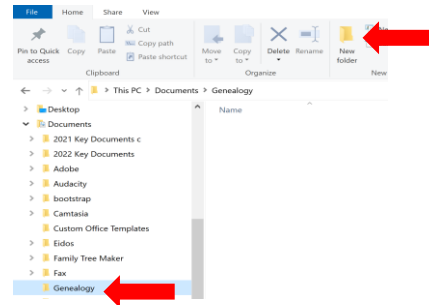 File Home Share View
Pin to Quick access
Copy
Paste
Cut
Copy path
Paste shortcut
Move to
Copy to
Delete
Rename
New folder
Clipboard Organize New
This PC > Documents > Genealogy
Desktop Name
Documents
2021 Key Documents c
2022 Key Documents
Adobe
Audacity
bootstrap
Camtasia
Custom Office Templates
Eidos
Family Tree Maker
Fax
Genealogy